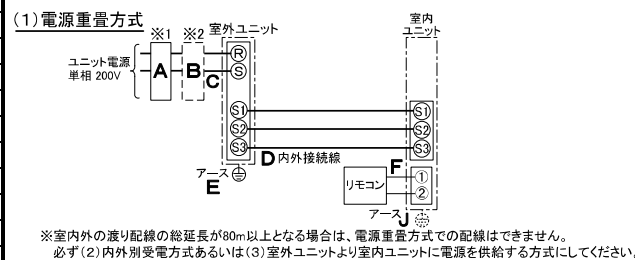 (1)電源重畳方式
※1 ※2 室外ユニット
室内
ユニット
ユニット電源
単相 200V
A
B
C
R
S
S1
S2
S3
S1
S2
S3
D 内外接続線
アース
E
リモコン
F
①
②
アース J
※室内外の渡り配線の総延長が80m以上となる場合は、電源重畳方式での配線はできません。
必ず(2)内外別受電方式あるいは(3)室外ユニットより室内ユニットに電源を供給する方式にしてください。